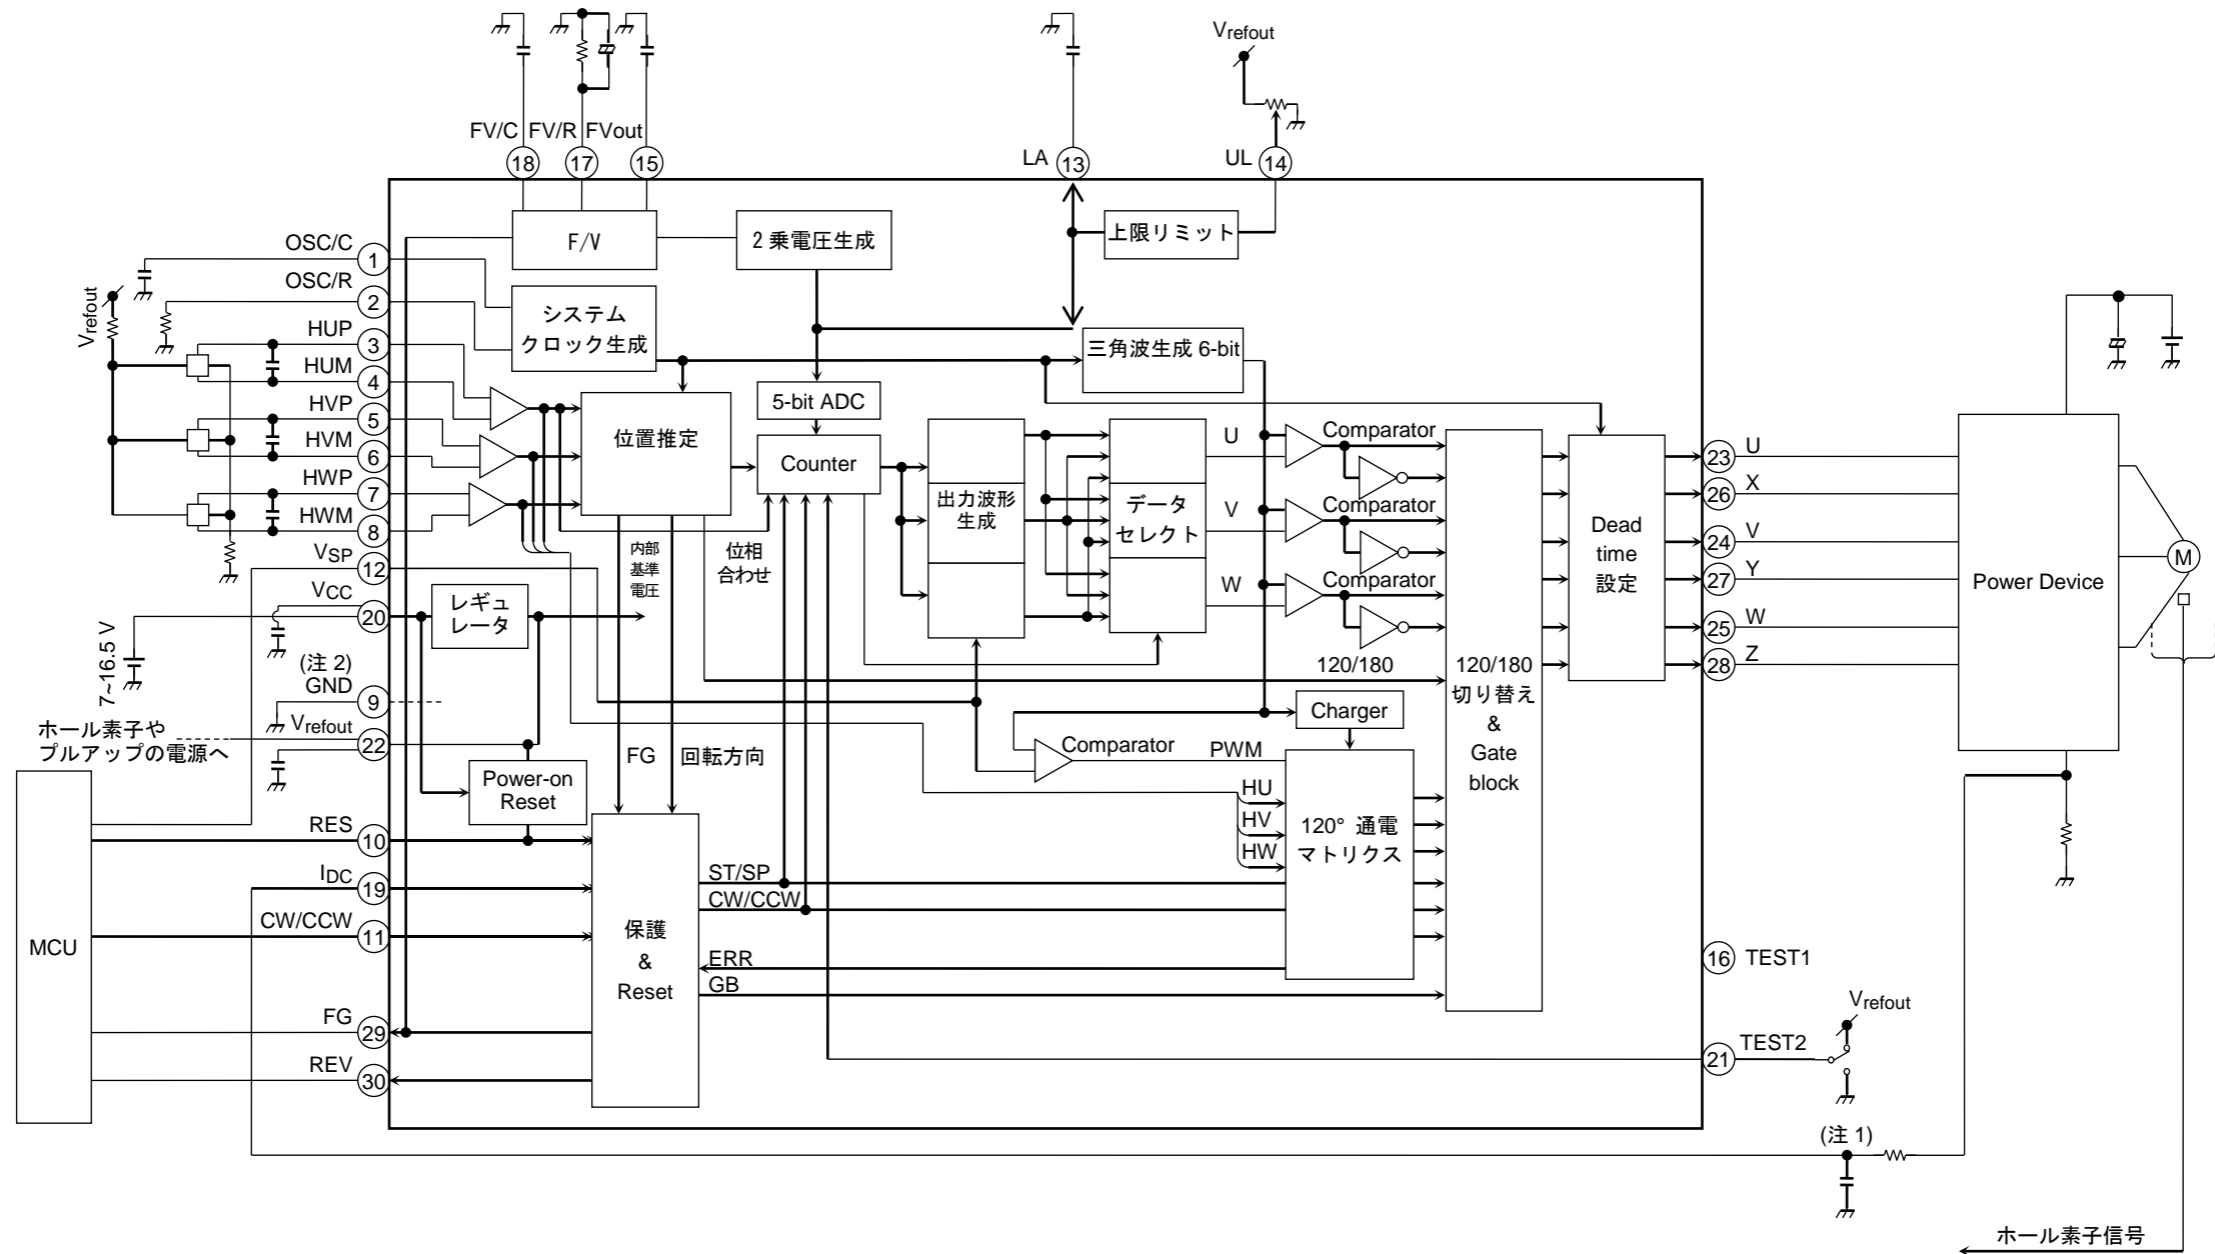 Vrefout
FV/C FV/R FVout
18 17 15
LA 13
UL 14
OSC/C
1
OSC/R
2
Vrefout
HUP
3
HUM
4
HVP
5
HVM
6
HWP
7
HWM
8
VSP
12
VCC
20
7~16.5 V
(注 2)
GND
9
Vrefout
22
ホール素子や
プルアップの電源へ
RES
10
IDC
19
CW/CCW
11
MCU
FG
29
REV
30
F/V
2 乗電圧生成
上限リミット
システム
クロック生成
三角波生成 6-bit
5-bit ADC
位置推定
Counter
出力波形
生成
データ
セレクト
U
V
W
Comparator
Comparator
Comparator
内部
基準
電圧
位相
合わせ
レギュ
レータ
120/180
120/180
切り替え
&
Gate
block
Dead
time
設定
Charger
Comparator
PWM
FG
回転方向
Power-on
Reset
HU
HV
HW
120° 通電
マトリクス
ST/SP
CW/CCW
ERR
GB
保護
&
Reset
23 U
26 X
24 V
27 Y
25 W
28 Z
Power Device
M
16 TEST1
Vrefout
21 TEST2
(注 1)
ホール素子信号